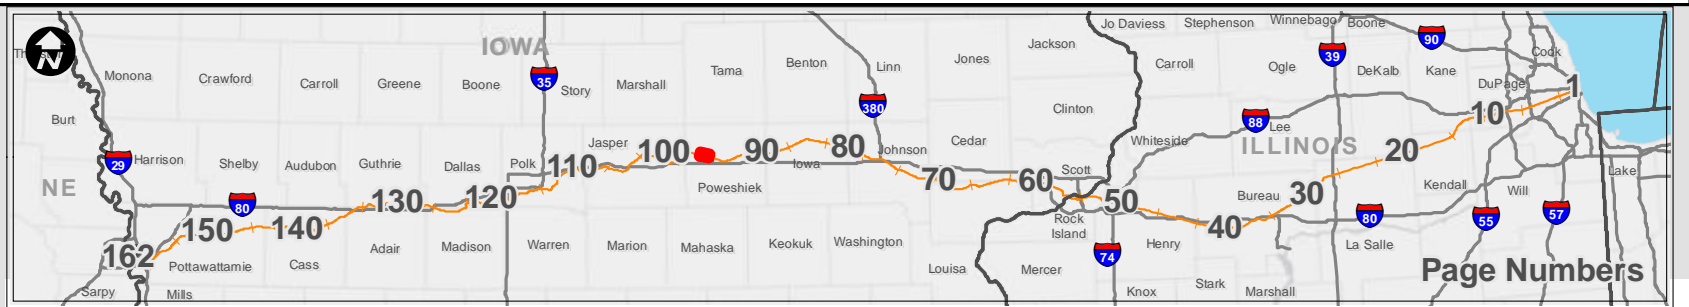 N
IOWA
ILLINOIS
NE
Th
Monona
Crawford
Carroll
Greene
Boone
Story
Marshall
Tama
Benton
Linn
Jones
Jackson
Jo Daviess
Stephenson
Winnebago
Boone
Carroll
Ogle
DeKalb
Kane
Cook
DuPage
Burt
Harrison
Shelby
Audubon
Guthrie
Dallas
Polk
Jasper
Poweshiek
Iowa
Johnson
Cedar
Clinton
Scott
Whiteside
Lee
Bureau
Kendall
Will
Lake
Rock
Island
Henry
La Salle
Pottawattamie
Cass
Adair
Madison
Warren
Marion
Mahaska
Keokuk
Washington
Louisa
Mercer
Knox
Stark
Marshall
Sarpy
Mills
29
80
35
380
88
39
90
74
80
55
57
162
150
140
130
120
110
100
90
80
70
60
50
40
30
20
10
1
Page Numbers